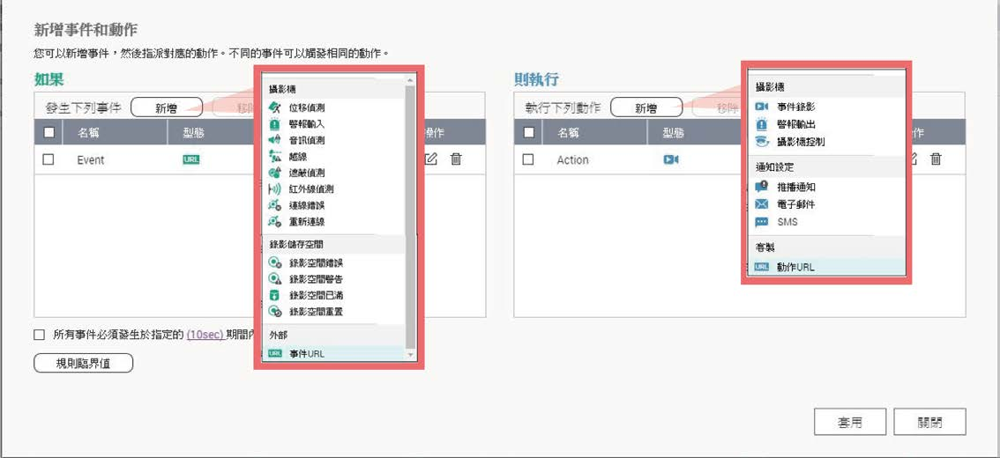 新增事件和動作
您可以新增事件，然後指派對應的動作。不同的事件可以觸發相同的動作。
如果
發生下列事件
新增
移除
名稱
型態
操作
Event
URL
攝影機
位移偵測
警報輸入
音訊偵測
越線
遮蔽偵測
紅外線偵測
連線錯誤
重新連線
錄影儲存空間
錄影空間錯誤
錄影空間警告
錄影空間已滿
錄影空間重置
外部
URL 事件URL
所有事件必須發生於指定的 (10sec) 期間內
規則臨界值
則執行
執行下列動作
新增
移除
名稱
型態
作
Action
攝影機
事件錄影
警報輸出
攝影機控制
通知設定
推播通知
電子郵件
SMS
客製
URL 動作URL
套用
關閉